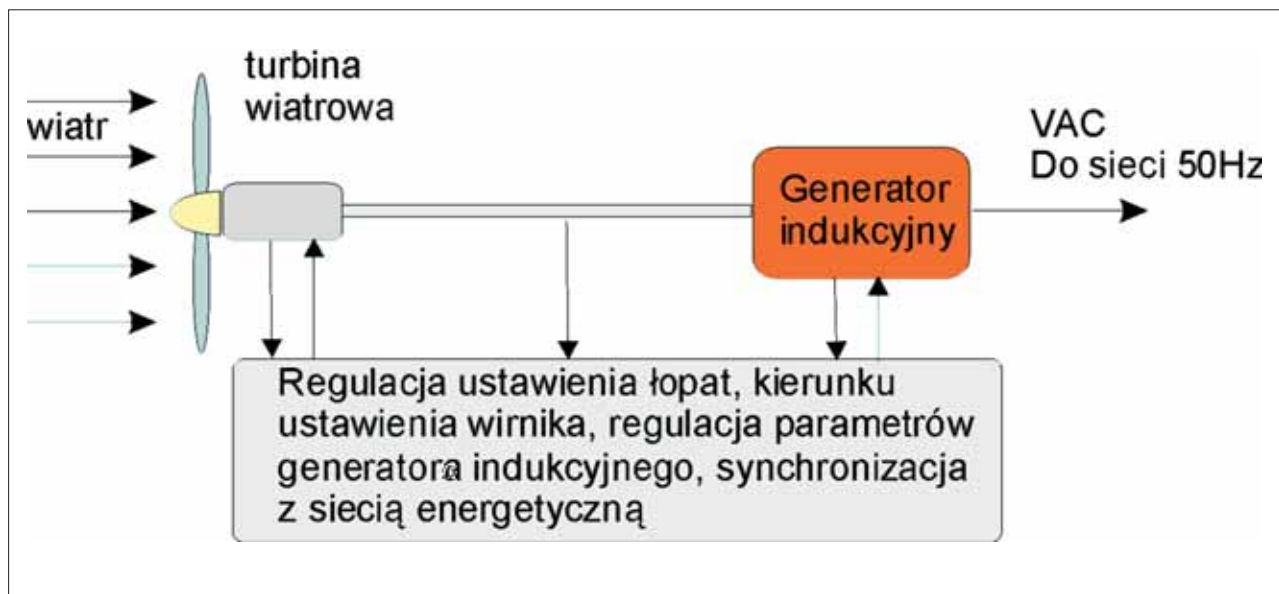 turbina
wiatrowa
wiatr
VAC
Do sieci 50Hz
Generator
indukcyjny
Regulacja ustawienia łopat, kierunku
ustawienia wirnika, regulacja parametrów
generatora indukcyjnego, synchronizacja
z siecią energetyczną